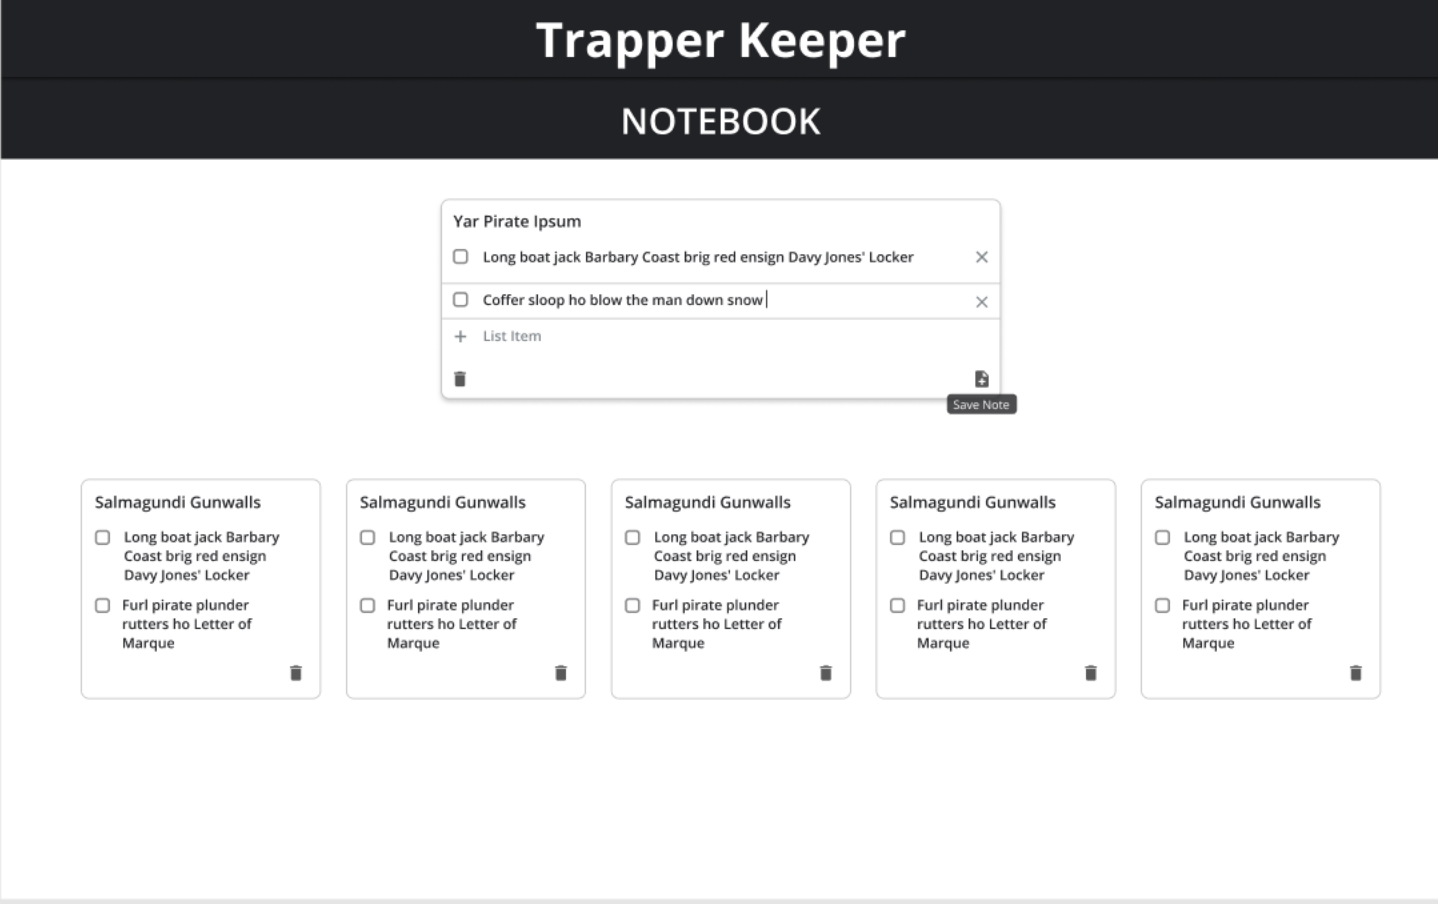 Trapper Keeper
NOTEBOOK
Yar Pirate Ipsum
Long boat jack Barbary Coast brig red ensign Davy Jones' Locker
Coffer sloop ho blow the man down snow
List Item
Save Note
Salmagundi Gunwalls
Long boat jack Barbary
Coast brig red ensign
Davy Jones' Locker
Furl pirate plunder
rutters ho Letter of
Marque
Salmagundi Gunwalls
Long boat jack Barbary
Coast brig red ensign
Davy Jones' Locker
Furl pirate plunder
rutters ho Letter of
Marque
Salmagundi Gunwalls
Long boat jack Barbary
Coast brig red ensign
Davy Jones' Locker
Furl pirate plunder
rutters ho Letter of
Marque
Salmagundi Gunwalls
Long boat jack Barbary
Coast brig red ensign
Davy Jones' Locker
Furl pirate plunder
rutters ho Letter of
Marque
Salmagundi Gunwalls
Long boat jack Barbary
Coast brig red ensign
Davy Jones' Locker
Furl pirate plunder
rutters ho Letter of
Marque